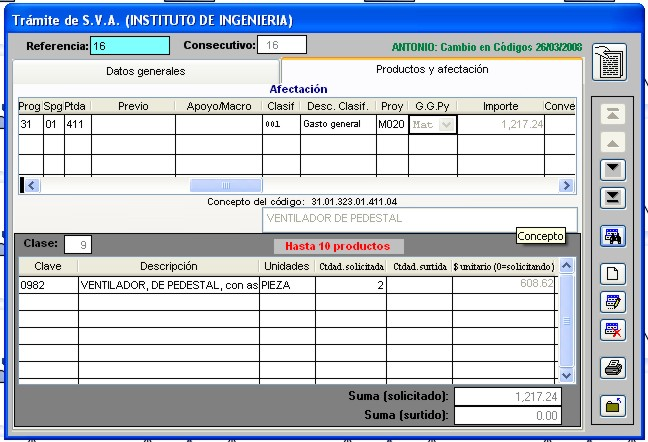 Trámite de S.V.A. (INSTITUTO DE INGENIERIA)
Referencia: 16 Consecutivo: 16 ANTONIO: Cambio en Códigos 26/03/2006
Datos generales Productos y afectación
Afectación
Prog Spg Ptda Previo Apoyo/Macro Clasif Desc. Clasif. Proy G.G.Py Importe Conve
31 01 411 001 Gasto general M020 Mat 1,217.24
Concepto del código: 31.01.323.01.411.04
VENTILADOR DE PEDESTAL
Concepto
Clase: 9 Hasta 10 productos
Clave Descripción Unidades Ctdad. solicitada Ctdad. surtida $ unitario (0=solicitando)
0982 VENTILADOR, DE PEDESTAL, con as PIEZA 2 608.62
Suma (solicitado): 1,217.24
Suma (surtido): 0.00